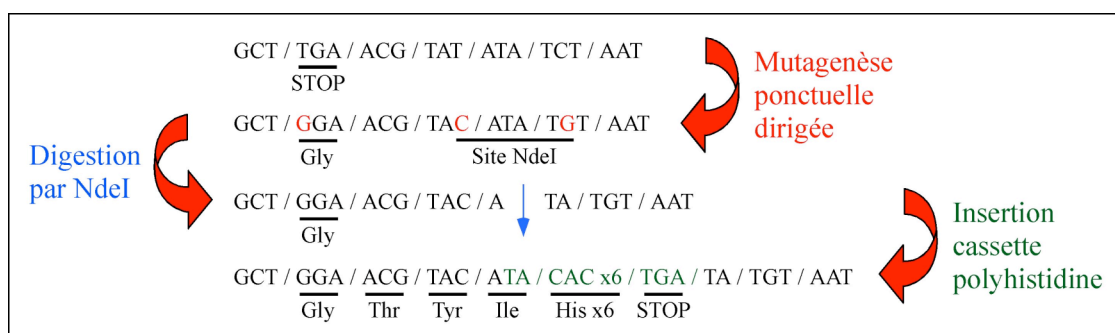 GCT / TGA / ACG / TAT / ATA / TCT / AAT
STOP
Mutagenèse
ponctuelle
dirigée
GCT / GGA / ACG / TAC / ATA / TGT / AAT
Gly
Site NdeI
Digestion
par NdeI
GCT / GGA / ACG / TAC / A TA / TGT / AAT
Gly
Insertion
cassette
polyhistidine
GCT / GGA / ACG / TAC / ATA / CAC x6 / TGA / TA / TGT / AAT
Gly Thr Tyr Ile His x6 STOP